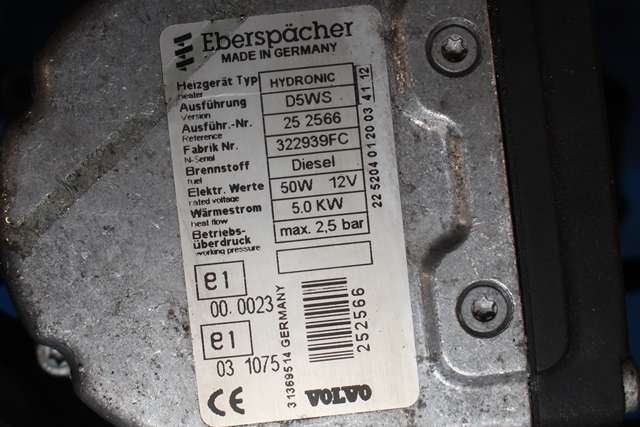 Eberspächer
MADE IN GERMANY
Heizgerät Typ HYDRONIC
heater
Ausführung D5WS
Version
Ausführ.-Nr. 25 2566
Reference
Fabrik Nr. 322939FC
N-Serial
Brennstoff Diesel
fuel
Elektr. Werte 50W 12V
rated voltage
Wärmestrom 5.0 KW
heat flow
Betriebs-
überdruck max. 2,5 bar
working pressure
22 5204 01 20 03 41 12
e1
00. 0023
e1
03 1075
31369514 GERMANY
252566
CE
VOLVO